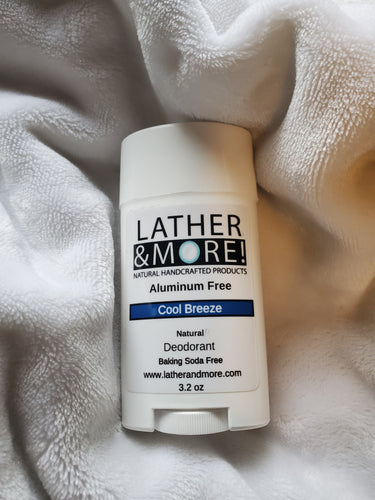 LATHER
&MORE!
NATURAL HANDCRAFTED PRODUCTS
Aluminum Free
Cool Breeze
Natural
Deodorant
Baking Soda Free
www.latherandmore.com
3.2 oz